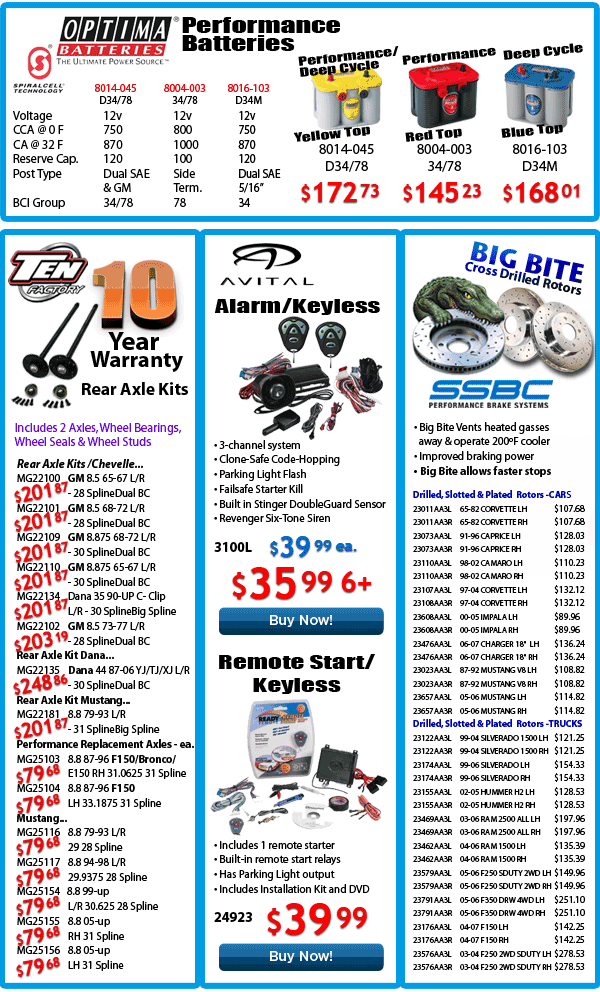 OPTIMA
BATTERIES
THE ULTIMATE POWER SOURCE™
SPIRALCELL
TECHNOLOGY
Performance
Batteries
8014-045 8004-003 8016-103
D34/78 34/78 D34M
Voltage 12v 12v 12v
CCA @ 0 F 750 800 750
CA @ 32 F 870 1000 870
Reserve Cap. 120 100 120
Post Type Dual SAE Side Dual SAE
& GM Term. 5/16"
BCI Group 34/78 78 34
Performance/
Deep Cycle
Yellow Top
8014-045
D34/78
$172 73
Performance
Red Top
8004-003
34/78
$145 23
Deep Cycle
Blue Top
8016-103
D34M
$168 01
TEN
FACTORY
10
Year
Warranty
Rear Axle Kits
Includes 2 Axles, Wheel Bearings,
Wheel Seals & Wheel Studs
Rear Axle Kits /Chevelle...
MG22100 GM 8.5 65-67 L/R
$201 87 - 28 SplineDual BC
MG22101 GM 8.5 68-72 L/R
$201 87 - 28 SplineDual BC
MG22109 GM 8.875 68-72 L/R
$201 87 - 30 SplineDual BC
MG22110 GM 8.875 65-67 L/R
$201 87 - 30 SplineDual BC
MG22134 Dana 35 90-UP C- Clip
$201 87 L/R - 30 SplineBig Spline
MG22102 GM 8.5 73-77 L/R
$203 19 - 28 SplineDual BC
Rear Axle Kit Dana...
MG22135 Dana 44 87-06 YJ/TJ/XJ L/R
$248 86 - 30 SplineDual BC
Rear Axle Kit Mustang...
MG22181 8.8 79-93 L/R
$201 87 - 31 SplineBig Spline
Performance Replacement Axles - ea.
MG25103 8.8 87-96 F150/Bronco/
$79 68 E150 RH 31.0625 31 Spline
MG25104 8.8 87-96 F150
$79 68 LH 33.1875 31 Spline
Mustang...
MG25116 8.8 79-93 L/R
$79 68 29 28 Spline
MG25117 8.8 94-98 L/R
$79 68 29.9375 28 Spline
MG25154 8.8 99-up
$79 68 L/R 30.625 28 Spline
MG25155 8.8 05-up
$79 68 RH 31 Spline
MG25156 8.8 05-up
$79 68 LH 31 Spline
AVITAL
Alarm/Keyless
• 3-channel system
• Clone-Safe Code-Hopping
• Parking Light Flash
• Failsafe Starter Kill
• Built in Stinger DoubleGuard Sensor
• Revenger Six-Tone Siren
3100L $39 99 ea.
$35 99 6+
Buy Now!
Remote Start/
Keyless
• Includes 1 remote starter
• Built-in remote start relays
• Has Parking Light output
• Includes Installation Kit and DVD
24923 $39 99
Buy Now!
BIG BITE
Cross Drilled Rotors
SSBC
PERFORMANCE BRAKE SYSTEMS
• Big Bite Vents heated gasses
away & operate 200°F cooler
• Improved braking power
• Big Bite allows faster stops
Drilled, Slotted & Plated Rotors -CARS
23011AA3L 65-82 CORVETTE LH $107.68
23011AA3R 65-82 CORVETTE RH $107.68
23073AA3L 91-96 CAPRICE LH $128.03
23073AA3R 91-96 CAPRICE RH $128.03
23110AA3L 98-02 CAMARO LH $110.23
23110AA3R 98-02 CAMARO RH $110.23
23107AA3L 97-04 CORVETTE LH $132.12
23108AA3R 97-04 CORVETTE RH $132.12
23608AA3L 00-05 IMPALA LH $89.96
23608AA3R 00-05 IMPALA RH $89.96
23476AA3L 06-07 CHARGER 18" LH $136.24
23476AA3R 06-07 CHARGER 18" RH $136.24
23023AA3L 87-92 MUSTANG V8 LH $108.82
23023AA3R 87-92 MUSTANG V8 RH $108.82
23657AA3L 05-06 MUSTANG LH $114.82
23657AA3R 05-06 MUSTANG RH $114.82
Drilled, Slotted & Plated Rotors -TRUCKS
23122AA3L 99-04 SILVERADO 1500 LH $121.25
23122AA3R 99-04 SILVERADO 1500 RH $121.25
23174AA3L 99-06 SILVERADO LH $154.33
23174AA3R 99-06 SILVERADO RH $154.33
23155AA3L 02-05 HUMMER H2 LH $128.53
23155AA3R 02-05 HUMMER H2 RH $128.53
23469AA3L 03-06 RAM 2500 ALL LH $197.96
23469AA3R 03-06 RAM 2500 ALL RH $197.96
23462AA3L 04-06 RAM 1500 LH $135.39
23462AA3R 04-06 RAM 1500 RH $135.39
23579AA3L 05-06 F250 SDUTY 2WD LH $149.96
23579AA3R 05-06 F250 SDUTY 2WD RH $149.96
23791AA3L 05-06 F350 DRW 4WD LH $251.10
23791AA3R 05-06 F350 DRW 4WD RH $251.10
23176AA3L 04-07 F150 LH $142.25
23176AA3R 04-07 F150 RH $142.25
23576AA3L 03-04 F250 2WD SDUTY LH $278.53
23576AA3R 03-04 F250 2WD SDUTY RH $278.53